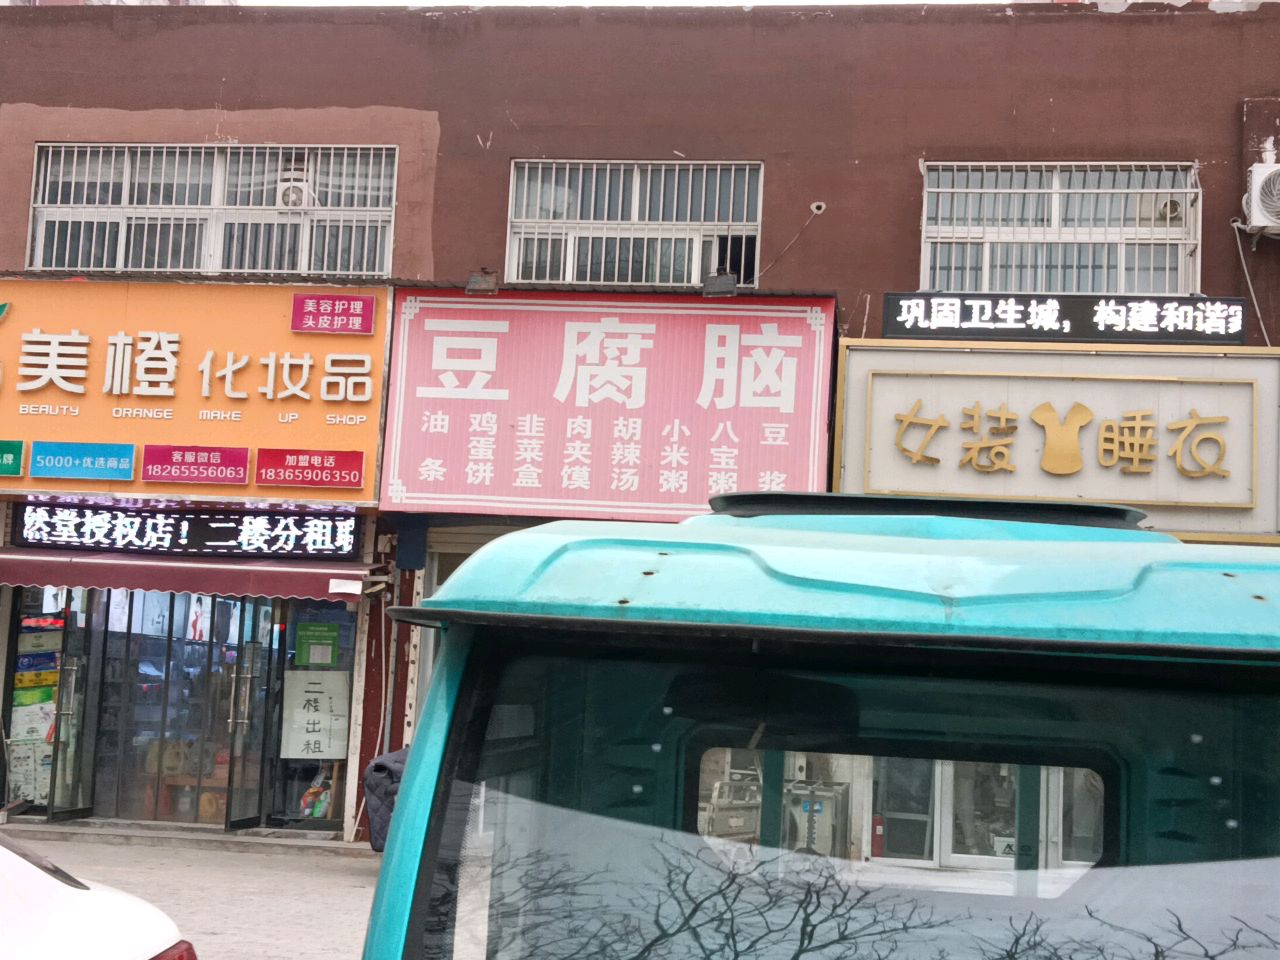 美橙化妆品
BEAUTY ORANGE MAKE UP SHOP
美容护理
头皮护理
5000+优选商品
客服微信
18265556063
加盟电话
18365906350
然堂授权店！二楼分租
二楼出租
豆腐脑
油条
鸡蛋饼
韭菜盒
肉夹馍
胡辣汤
小米粥
八宝粥
豆浆
巩固卫生城，构建和谐
女装 睡衣